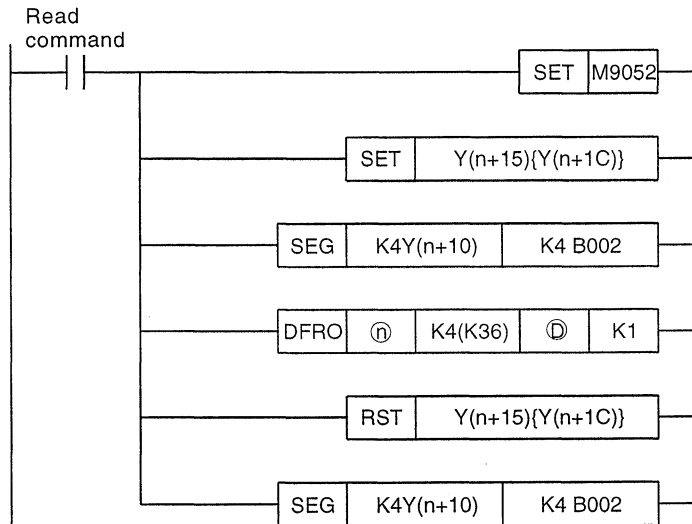 Read
command
SET M9052
SET Y(n+15){Y(n+1C)}
SEG K4Y(n+10) K4 B002
DFRO ⓝ K4(K36) Ⓓ K1
RST Y(n+15){Y(n+1C)}
SEG K4Y(n+10) K4 B002